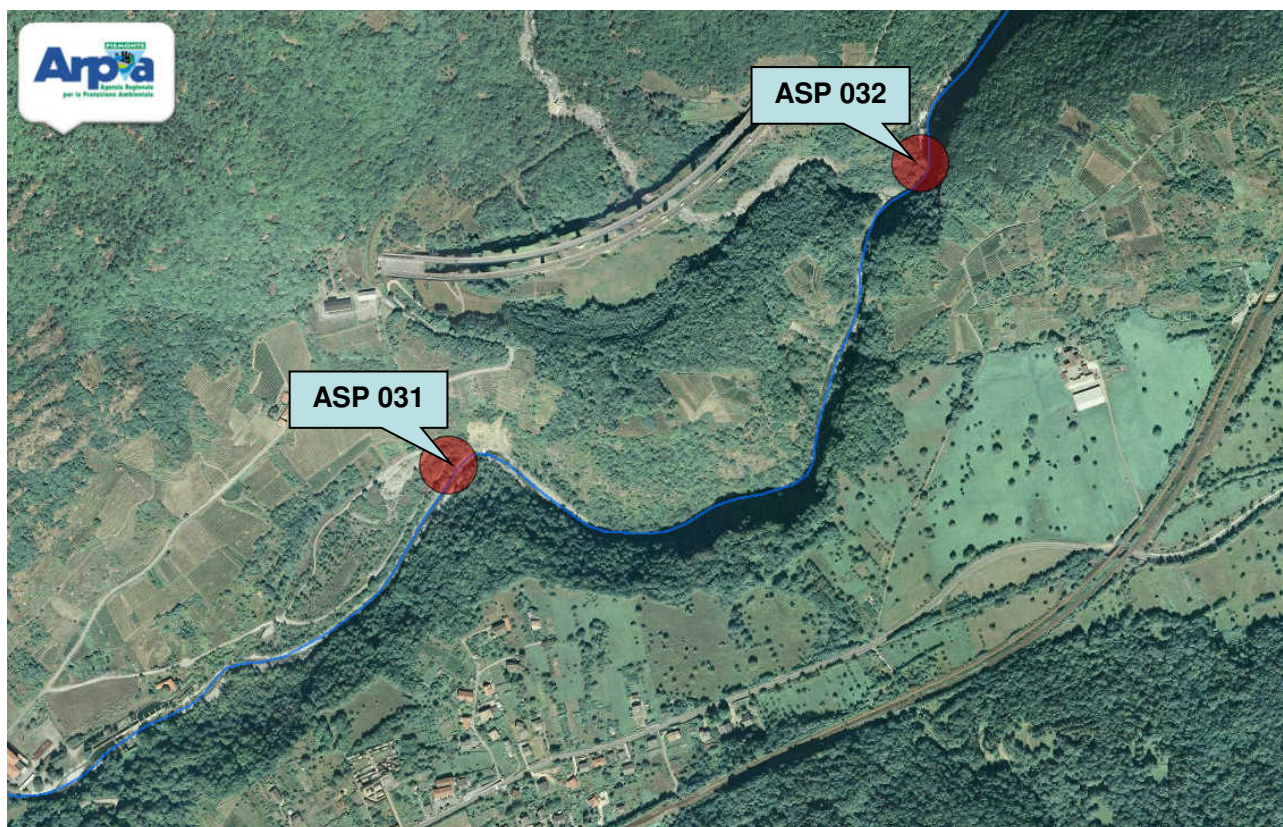 PIEMONTE
Arpa
Agenzia Regionale
per la Protezione Ambientale
ASP 032
ASP 031